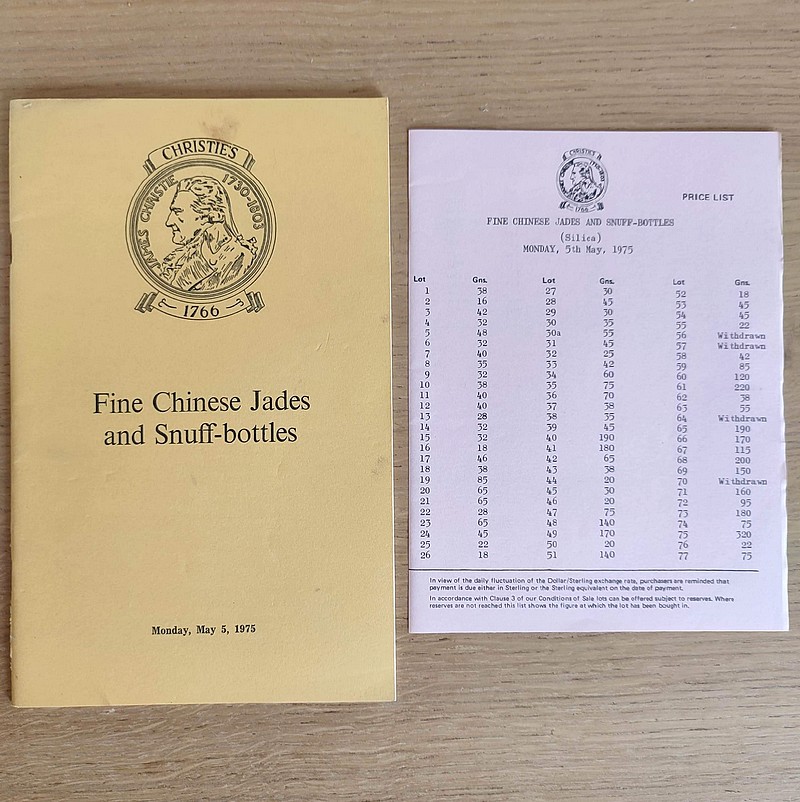 CHRISTIE'S
JAMES CHRISTIE 1730-1803
1766
Fine Chinese Jades
and Snuff-bottles
Monday, May 5, 1975
CHRISTIE'S
1766
PRICE LIST
FINE CHINESE JADES AND SNUFF-BOTTLES
(Silica)
MONDAY, 5th May, 1975
Lot Gns. Lot Gns. Lot Gns.
1 38 27 30 52 18
2 16 28 45 53 45
3 42 29 30 54 45
4 32 30 35 55 22
5 48 30a 55 56 Withdrawn
6 32 31 45 57 Withdrawn
7 40 32 25 58 42
8 35 33 42 59 85
9 32 34 60 60 120
10 38 35 75 61 220
11 40 36 70 62 38
12 40 37 38 63 55
13 28 38 35 64 Withdrawn
14 32 39 45 65 190
15 32 40 190 66 170
16 18 41 180 67 115
17 46 42 65 68 200
18 38 43 38 69 150
19 85 44 20 70 Withdrawn
20 65 45 30 71 160
21 65 46 20 72 95
22 28 47 75 73 180
23 65 48 140 74 75
24 45 49 170 75 320
25 22 50 20 76 22
26 18 51 140 77 75
In view of the daily fluctuation of the Dollar/Sterling exchange rate, purchasers are reminded that
payment is due either in Sterling or the Sterling equivalent on the date of payment.
In accordance with Clause 3 of our Conditions of Sale lots can be offered subject to reserves. Where
reserves are not reached this list shows the figure at which the lot has been bought in.